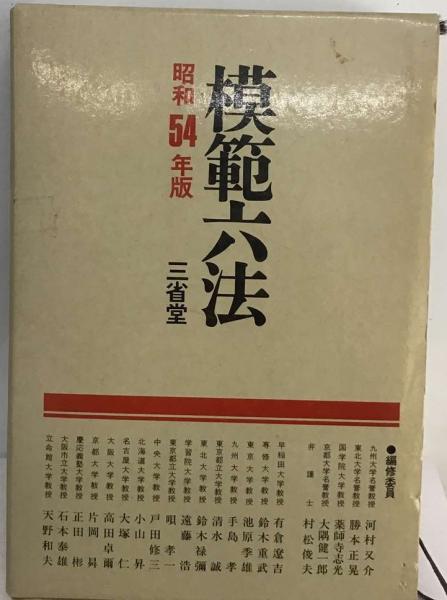 模範六法
昭和54年版
三省堂
●編修委員
九州大学名誉教授 河村又介
東北大学名誉教授 勝本正晃
国学院大学教授 薬師寺志光
京都大学名誉教授 大隅健一郎
弁護士 村松俊夫
早稲田大学教授 有倉遼吉
専修大学教授 鈴木重武
東京大学教授 池原季雄
九州大学教授 手島孝
東京都立大学教授 清水誠
東北大学教授 鈴木禄彌
学習院大学教授 遠藤浩
東京都立大学教授 唄孝一
中央大学教授 戸田修三
北海道大学教授 小山昇
名古屋大学教授 大塚仁
大阪大学教授 高田卓爾
京都大学教授 片岡曻
慶応義塾大学教授 正田彬
大阪市立大学教授 石本泰雄
立命館大学教授 天野和夫